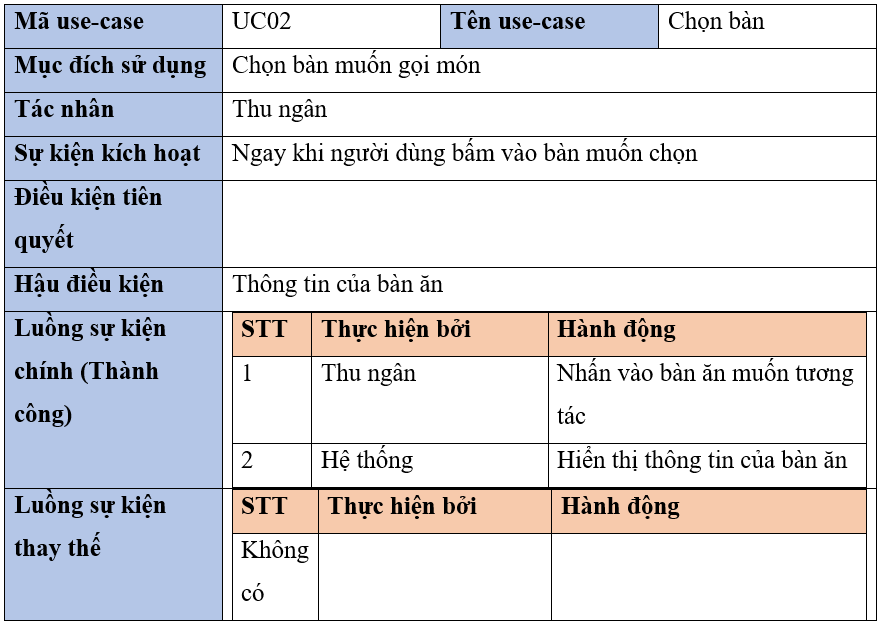 Mã use-case UC02 Tên use-case Chọn bàn
Mục đích sử dụng Chọn bàn muốn gọi món
Tác nhân Thu ngân
Sự kiện kích hoạt Ngay khi người dùng bấm vào bàn muốn chọn
Điều kiện tiên
quyết
Hậu điều kiện Thông tin của bàn ăn
Luồng sự kiện
chính (Thành
công)
STT Thực hiện bởi Hành động
1 Thu ngân Nhấn vào bàn ăn muốn tương
tác
2 Hệ thống Hiển thị thông tin của bàn ăn
Luồng sự kiện
thay thế
STT Thực hiện bởi Hành động
Không
có